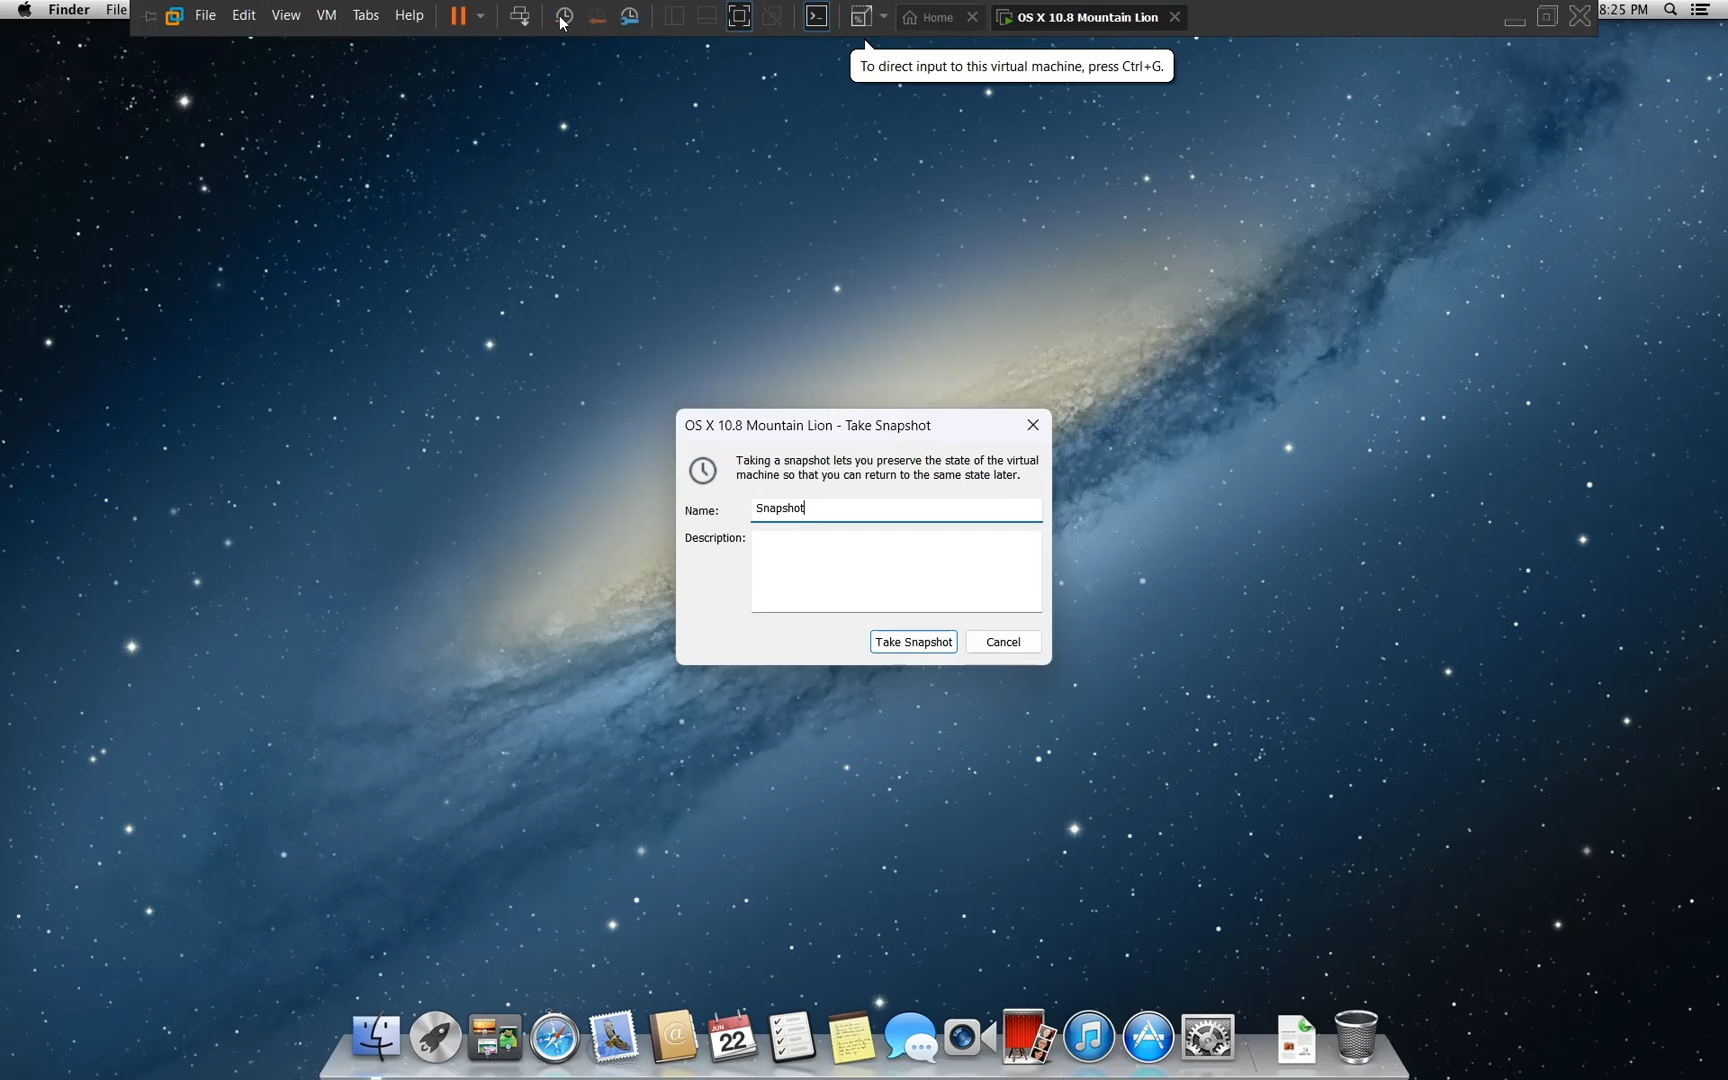 Finder File
File Edit View VM Tabs Help
Home
OS X 10.8 Mountain Lion
8:25 PM
To direct input to this virtual machine, press Ctrl+G.
OS X 10.8 Mountain Lion - Take Snapshot
Taking a snapshot lets you preserve the state of the virtual
machine so that you can return to the same state later.
Name: Snapshot
Description:
Take Snapshot Cancel
JUN
22